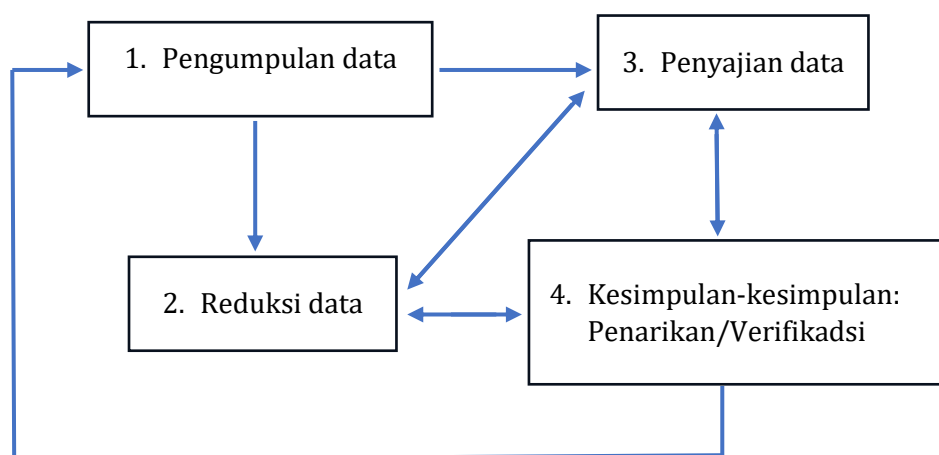 1. Pengumpulan data
3. Penyajian data
2. Reduksi data
4. Kesimpulan-kesimpulan:
Penarikan/Verifikadsi